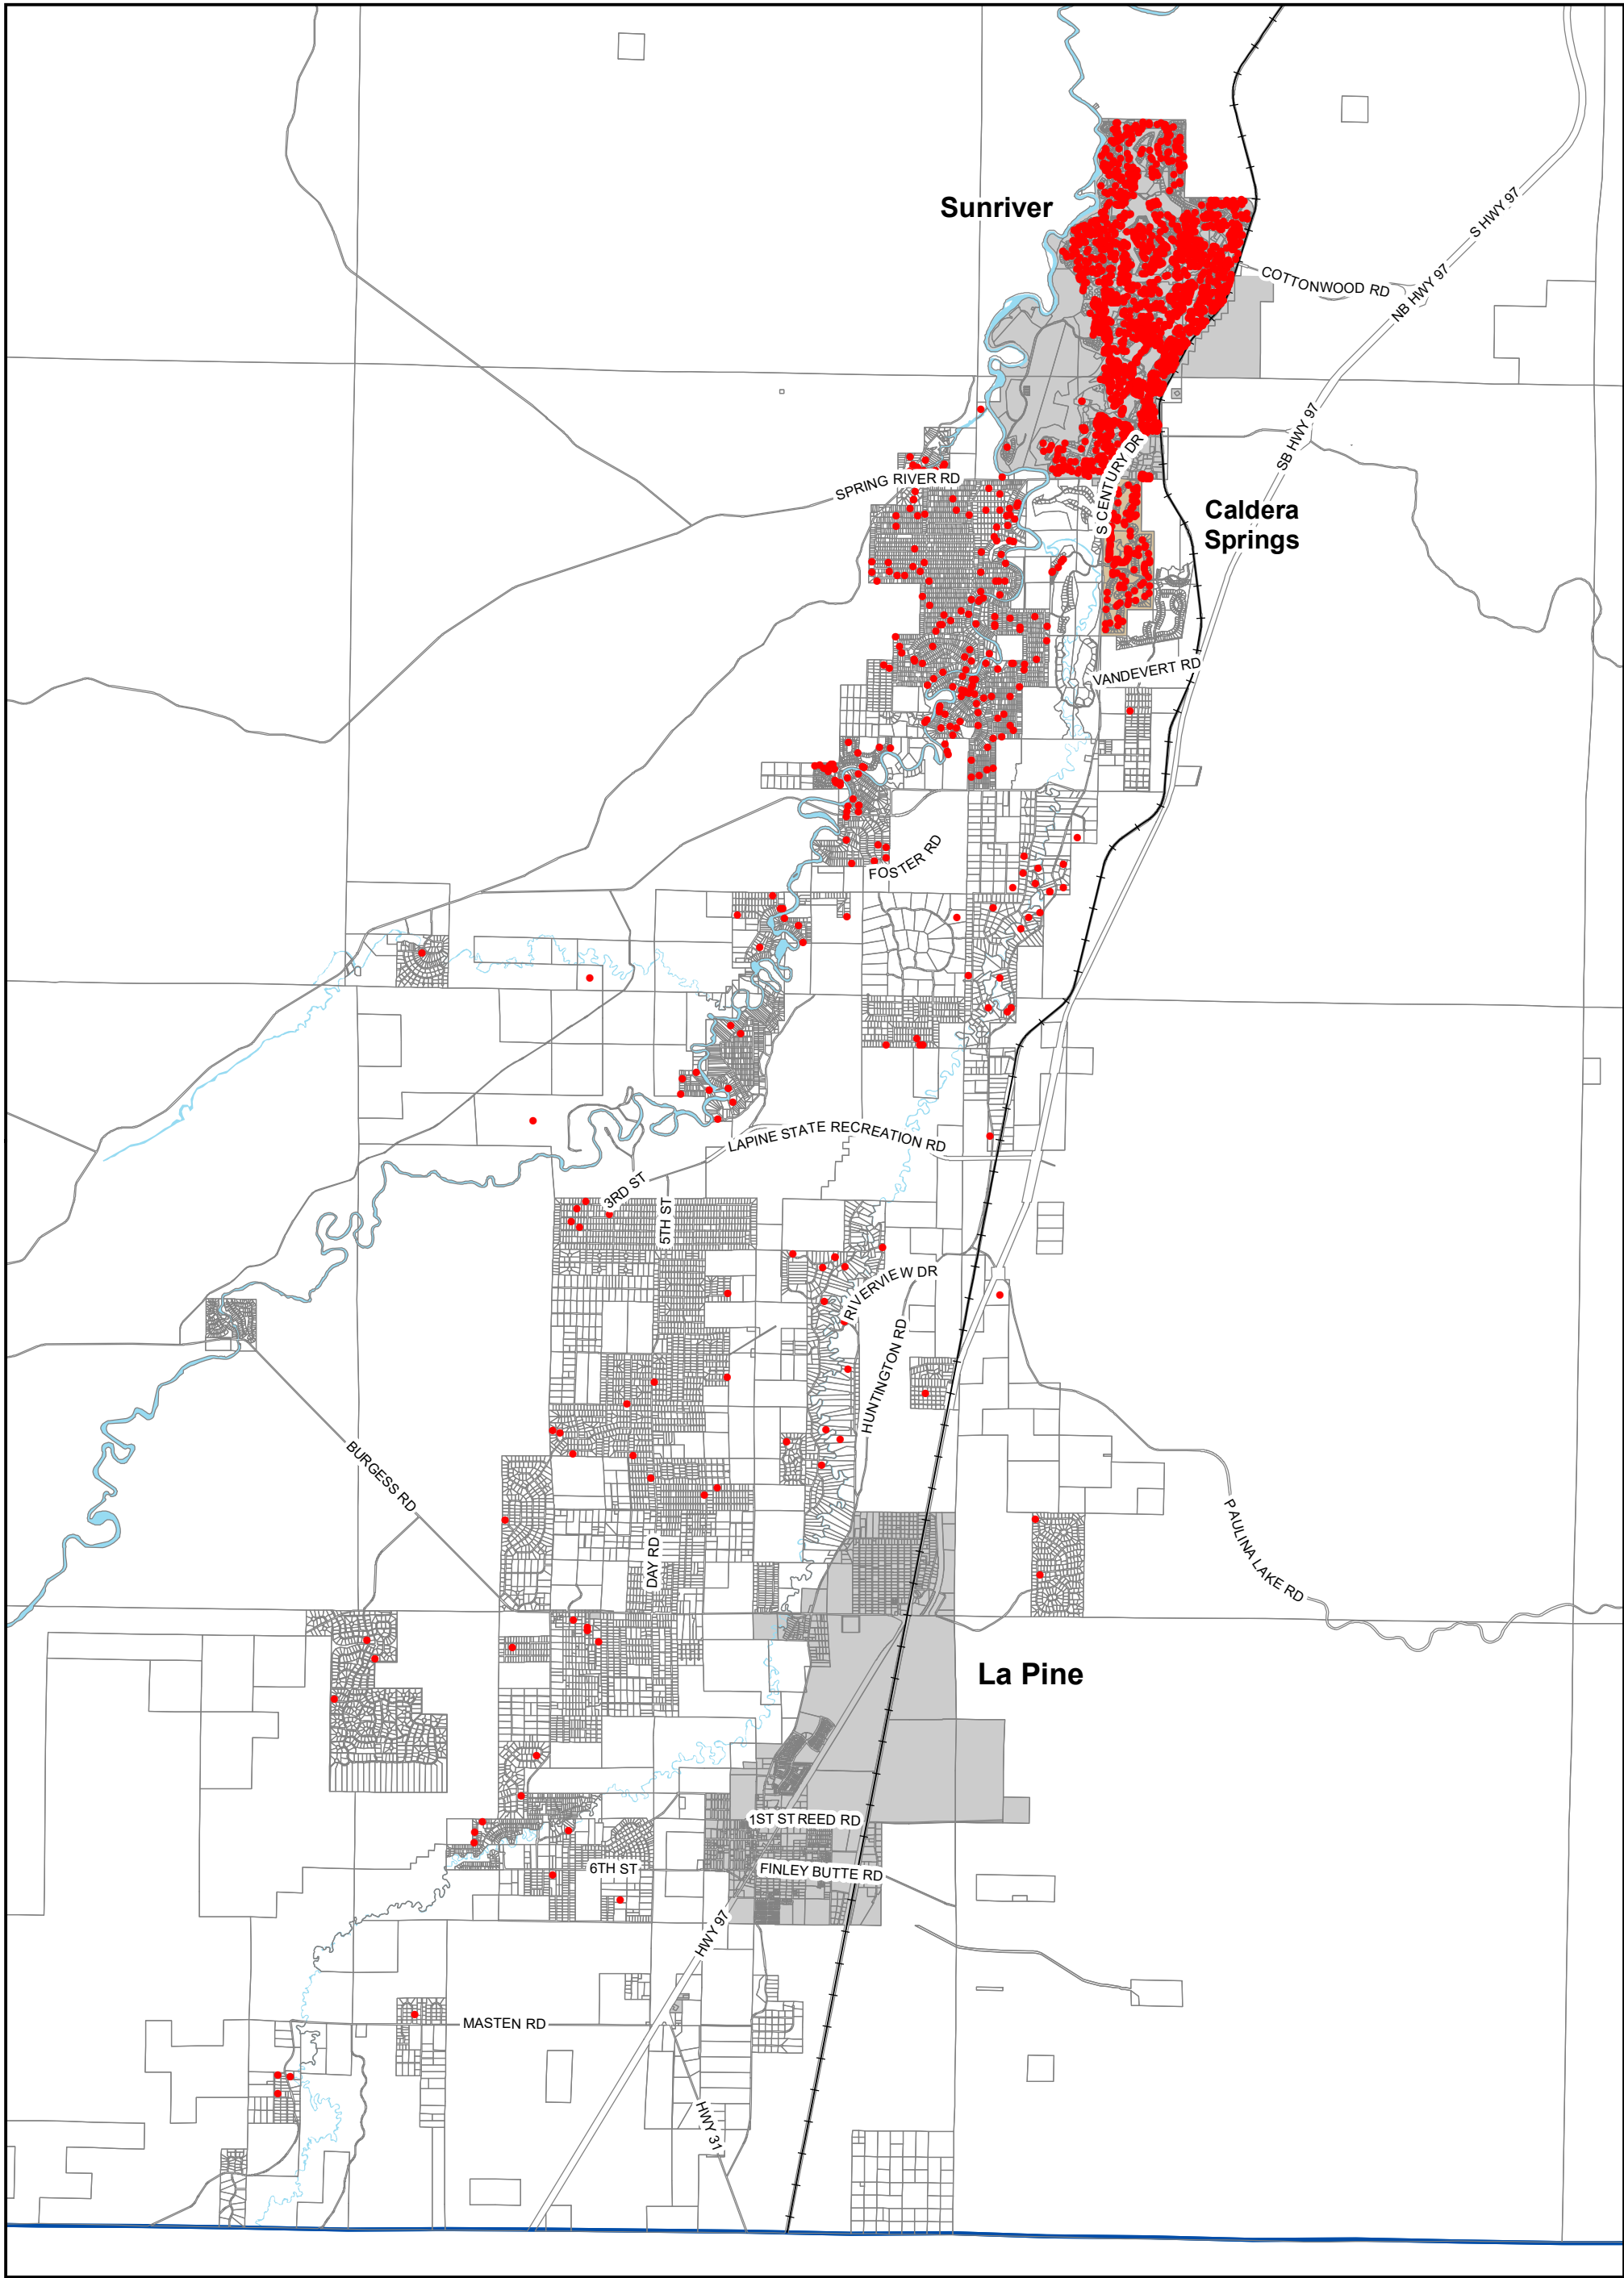 Sunriver
S HWY 97
COTTONWOOD RD
NB HWY 97
SB HWY 97
S CENTURY DR
SPRING RIVER RD
Caldera
Springs
VANDEVERT RD
FOSTER RD
LAPINE STATE RECREATION RD
3RD ST
5TH ST
RIVERVIEW DR
HUNTINGTON RD
BURGESS RD
PAULINA LAKE RD
DAY RD
La Pine
1ST ST REED RD
6TH ST
FINLEY BUTTE RD
HWY 97
MASTEN RD
HWY 31